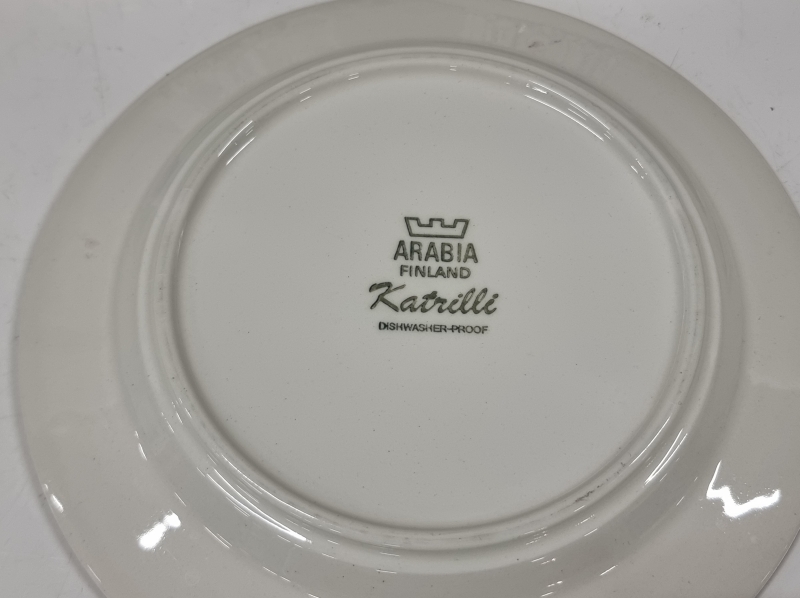 ARABIA
FINLAND
Katrilli
DISHWASHER-PROOF